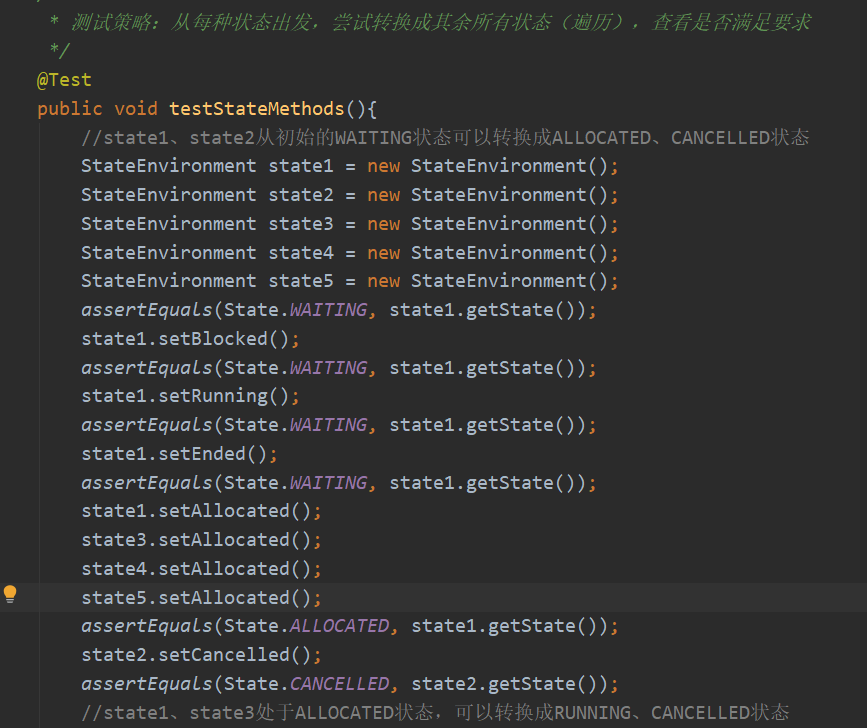 * 测试策略：从每种状态出发，尝试转换成其余所有状态（遍历），查看是否满足要求
*/
@Test
public void testStateMethods(){
//state1、state2从初始的WAITING状态可以转换成ALLOCATED、CANCELLED状态
StateEnvironment state1 = new StateEnvironment();
StateEnvironment state2 = new StateEnvironment();
StateEnvironment state3 = new StateEnvironment();
StateEnvironment state4 = new StateEnvironment();
StateEnvironment state5 = new StateEnvironment();
assertEquals(State.WAITING, state1.getState());
state1.setBlocked();
assertEquals(State.WAITING, state1.getState());
state1.setRunning();
assertEquals(State.WAITING, state1.getState());
state1.setEnded();
assertEquals(State.WAITING, state1.getState());
state1.setAllocated();
state3.setAllocated();
state4.setAllocated();
state5.setAllocated();
assertEquals(State.ALLOCATED, state1.getState());
state2.setCancelled();
assertEquals(State.CANCELLED, state2.getState());
//state1、state3处于ALLOCATED状态，可以转换成RUNNING、CANCELLED状态